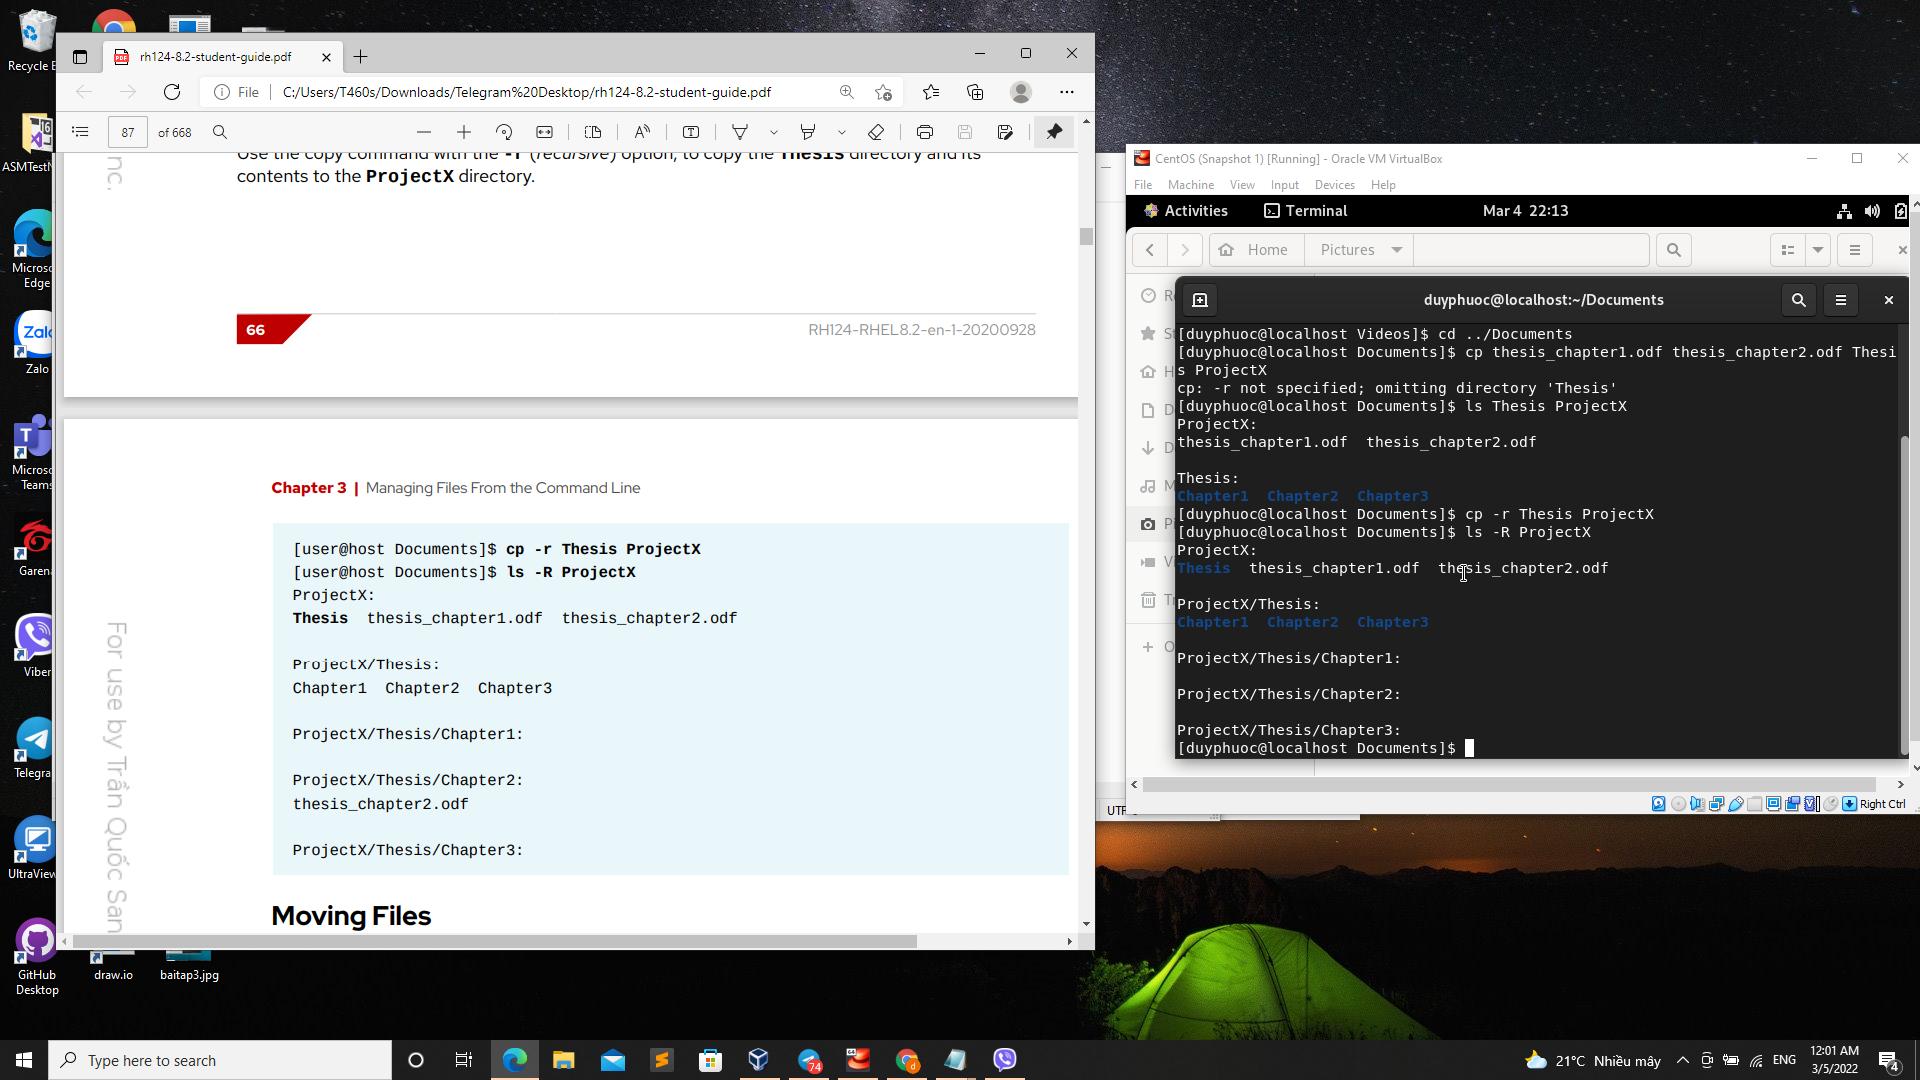 Recycle B
ASMTestN
Microso
Edge
Zalo
Microso
Teams
Garena
Viber
Telegra
UltraView
GitHub
Desktop
draw.io
baitap3.jpg
rh124-8.2-student-guide.pdf
File
C:/Users/T460s/Downloads/Telegram%20Desktop/rh124-8.2-student-guide.pdf
87 of 668
Use the copy command with the -r (recursive) option, to copy the Thesis directory and its
contents to the ProjectX directory.
nc.
66
RH124-RHEL8.2-en-1-20200928
Chapter 3 | Managing Files From the Command Line
[user@host Documents]$ cp -r Thesis ProjectX
[user@host Documents]$ ls -R ProjectX
ProjectX:
Thesis thesis_chapter1.odf thesis_chapter2.odf
ProjectX/Thesis:
Chapter1 Chapter2 Chapter3
ProjectX/Thesis/Chapter1:
ProjectX/Thesis/Chapter2:
thesis_chapter2.odf
ProjectX/Thesis/Chapter3:
Moving Files
For use by Trần Quốc San
CentOS (Snapshot 1) [Running] - Oracle VM VirtualBox
File Machine View Input Devices Help
Activities Terminal Mar 4 22:13
Home Pictures
duyphuoc@localhost:~/Documents
[duyphuoc@localhost Videos]$ cd ../Documents
[duyphuoc@localhost Documents]$ cp thesis_chapter1.odf thesis_chapter2.odf Thesi
s ProjectX
cp: -r not specified; omitting directory 'Thesis'
[duyphuoc@localhost Documents]$ ls Thesis ProjectX
ProjectX:
thesis_chapter1.odf thesis_chapter2.odf
Thesis:
Chapter1 Chapter2 Chapter3
[duyphuoc@localhost Documents]$ cp -r Thesis ProjectX
[duyphuoc@localhost Documents]$ ls -R ProjectX
ProjectX:
Thesis thesis_chapter1.odf thesis_chapter2.odf
ProjectX/Thesis:
Chapter1 Chapter2 Chapter3
ProjectX/Thesis/Chapter1:
ProjectX/Thesis/Chapter2:
ProjectX/Thesis/Chapter3:
[duyphuoc@localhost Documents]$
Right Ctrl
UTF
Type here to search
74
21°C Nhiều mây
ENG
12:01 AM
3/5/2022
4